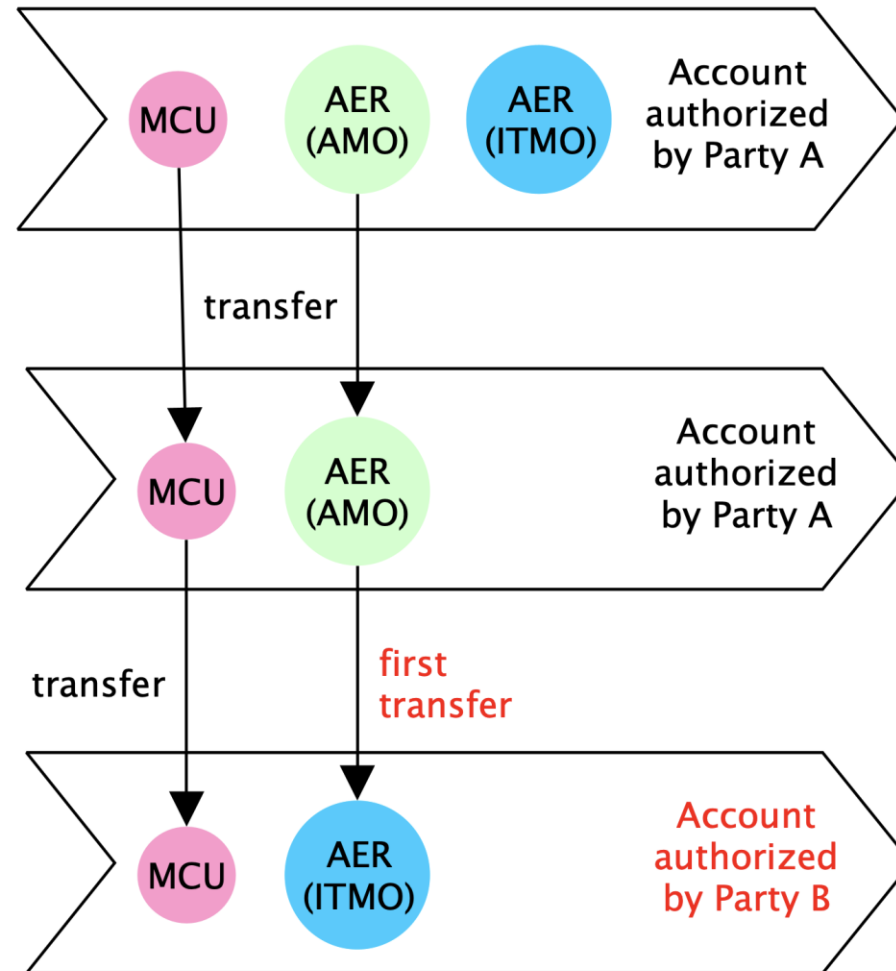 MCU
AER
(AMO)
AER
(ITMO)
Account
authorized
by Party A
transfer
MCU
AER
(AMO)
Account
authorized
by Party A
transfer
first
transfer
MCU
AER
(ITMO)
Account
authorized
by Party B